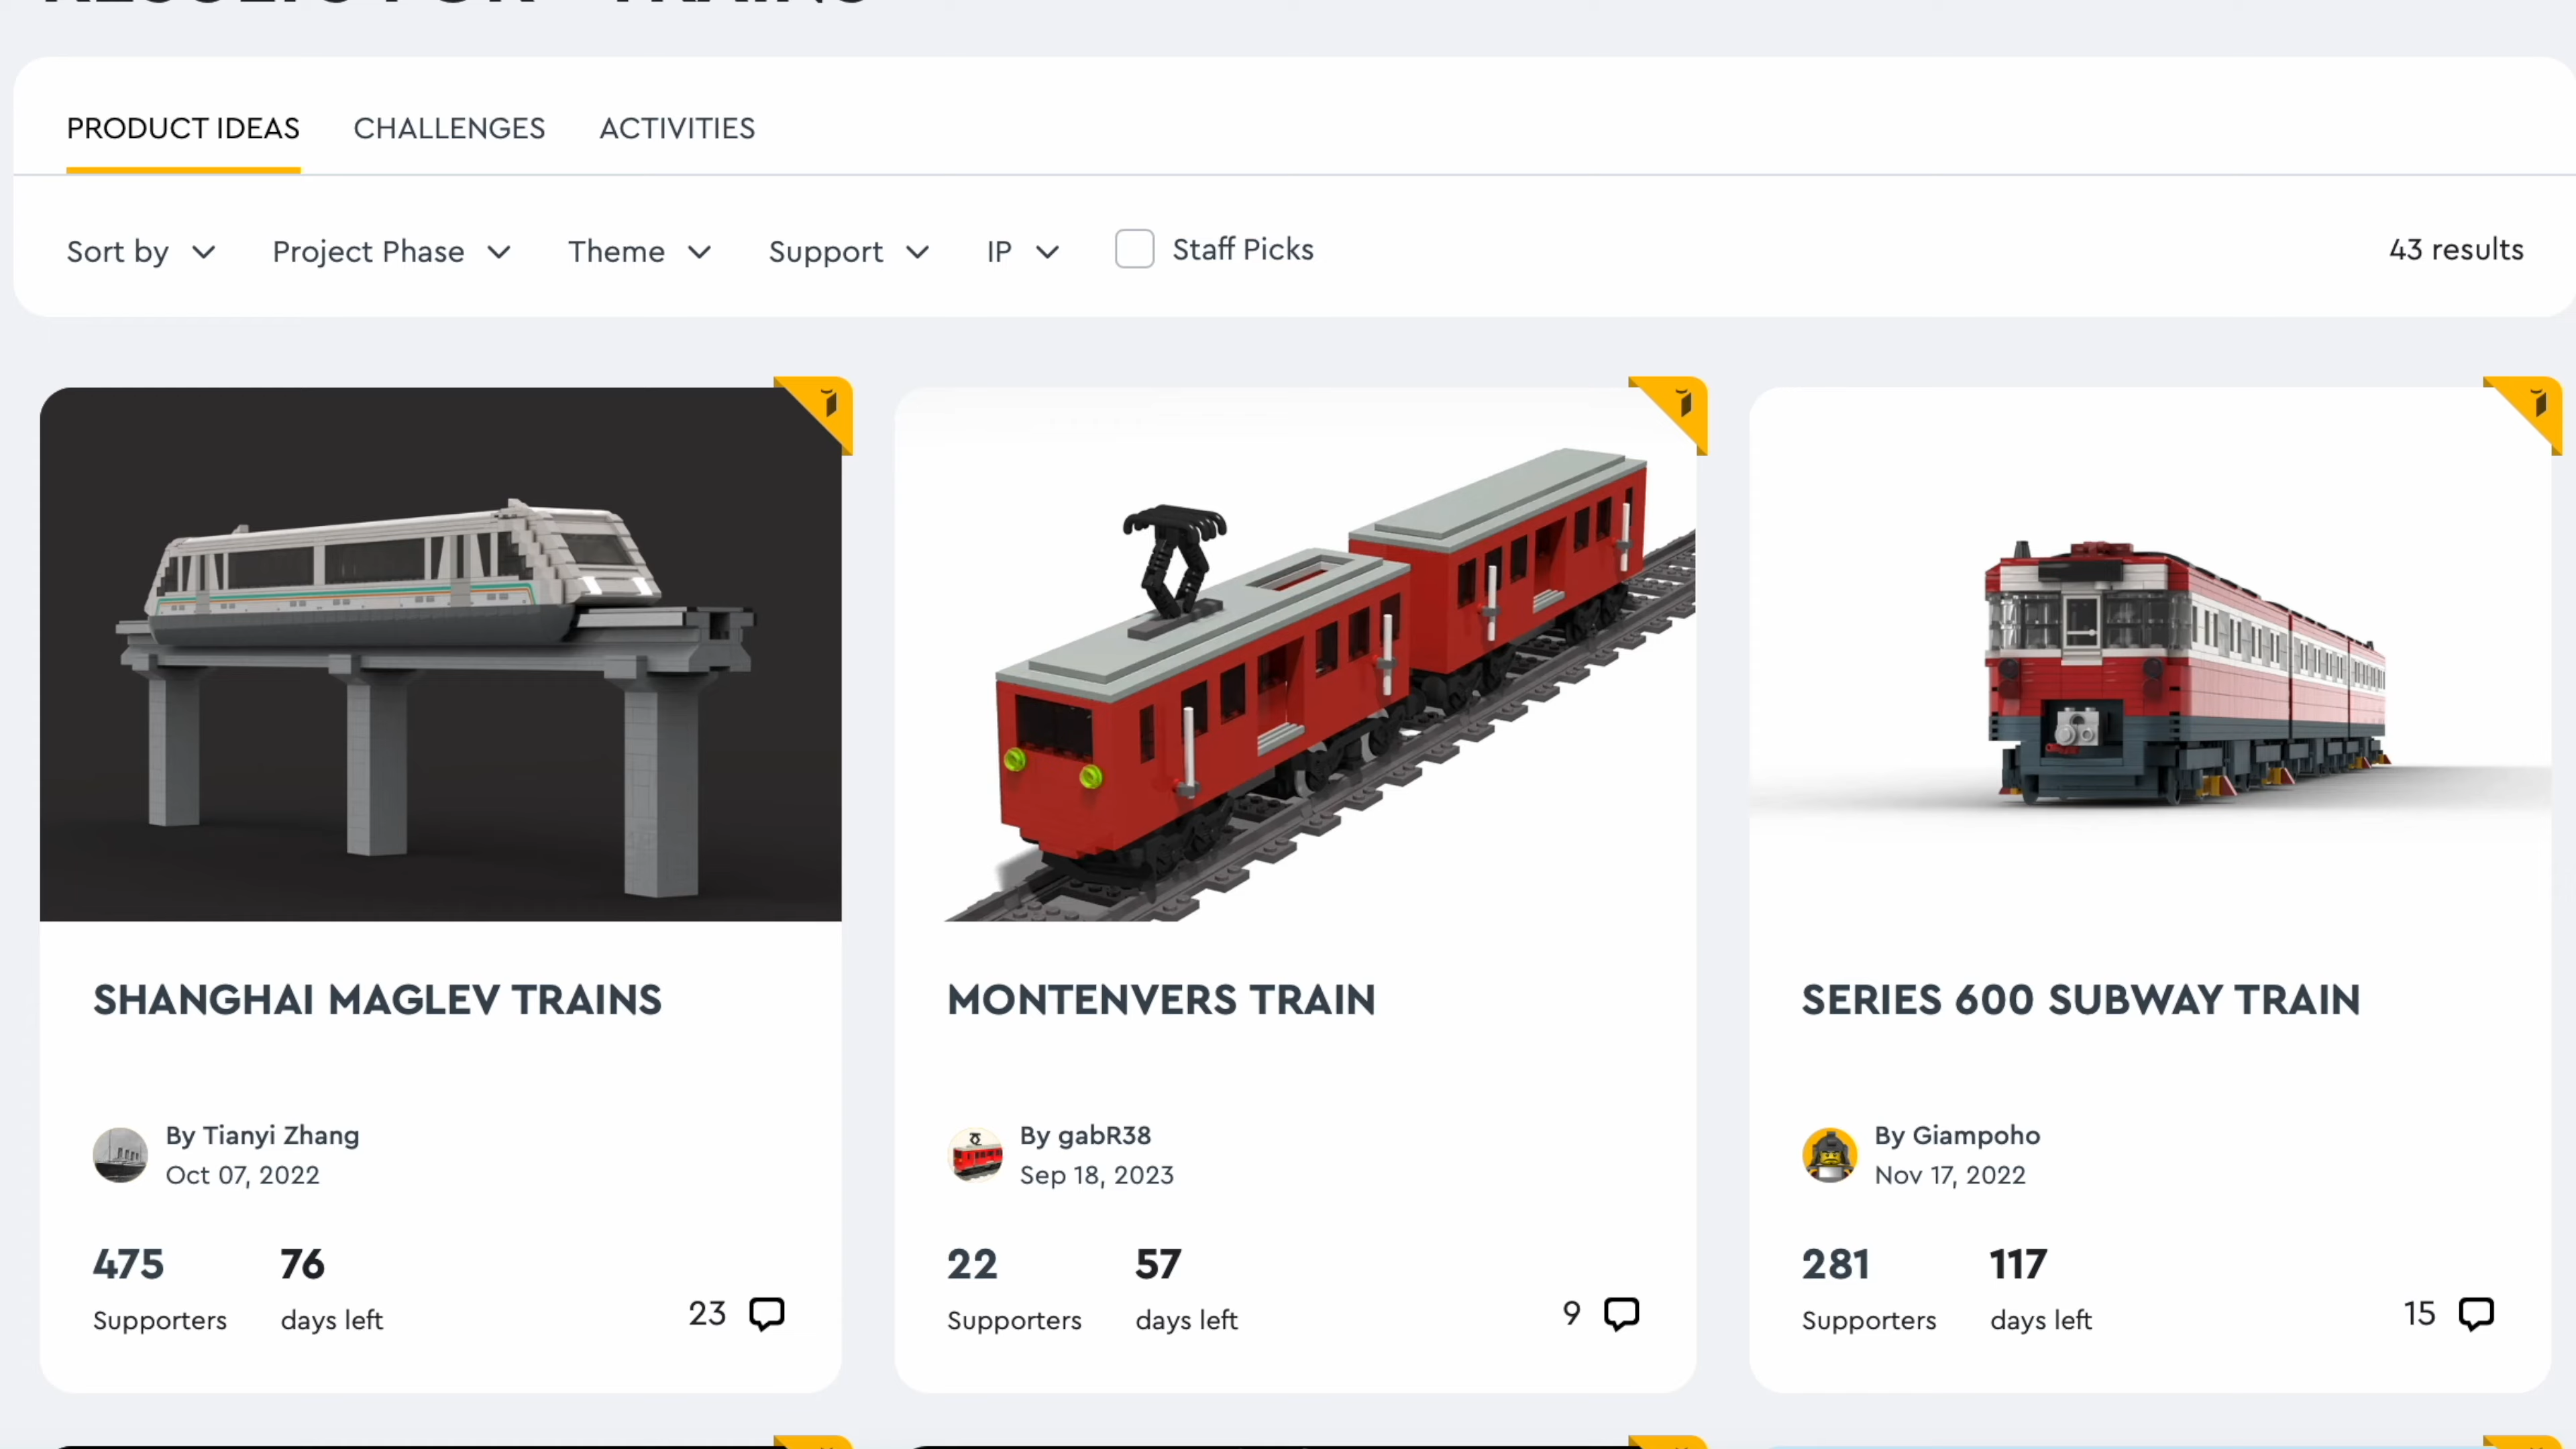 RESULTS FOR "TRAINS"
PRODUCT IDEAS CHALLENGES ACTIVITIES
Sort by Project Phase Theme Support IP Staff Picks 43 results
SHANGHAI MAGLEV TRAINS
By Tianyi Zhang
Oct 07, 2022
475 76
Supporters days left 23
MONTENVERS TRAIN
By gabR38
Sep 18, 2023
22 57
Supporters days left 9
SERIES 600 SUBWAY TRAIN
By Giampoho
Nov 17, 2022
281 117
Supporters days left 15